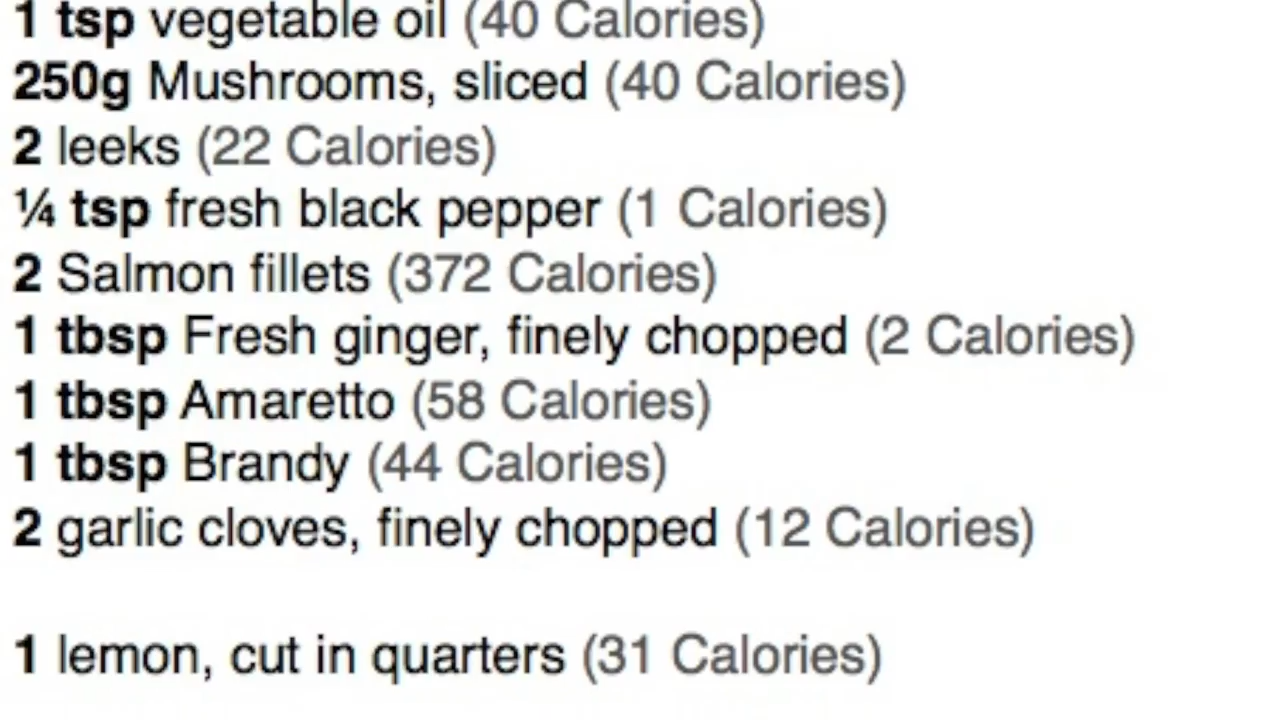 1 tsp vegetable oil (40 Calories)
250g Mushrooms, sliced (40 Calories)
2 leeks (22 Calories)
¼ tsp fresh black pepper (1 Calories)
2 Salmon fillets (372 Calories)
1 tbsp Fresh ginger, finely chopped (2 Calories)
1 tbsp Amaretto (58 Calories)
1 tbsp Brandy (44 Calories)
2 garlic cloves, finely chopped (12 Calories)
1 lemon, cut in quarters (31 Calories)